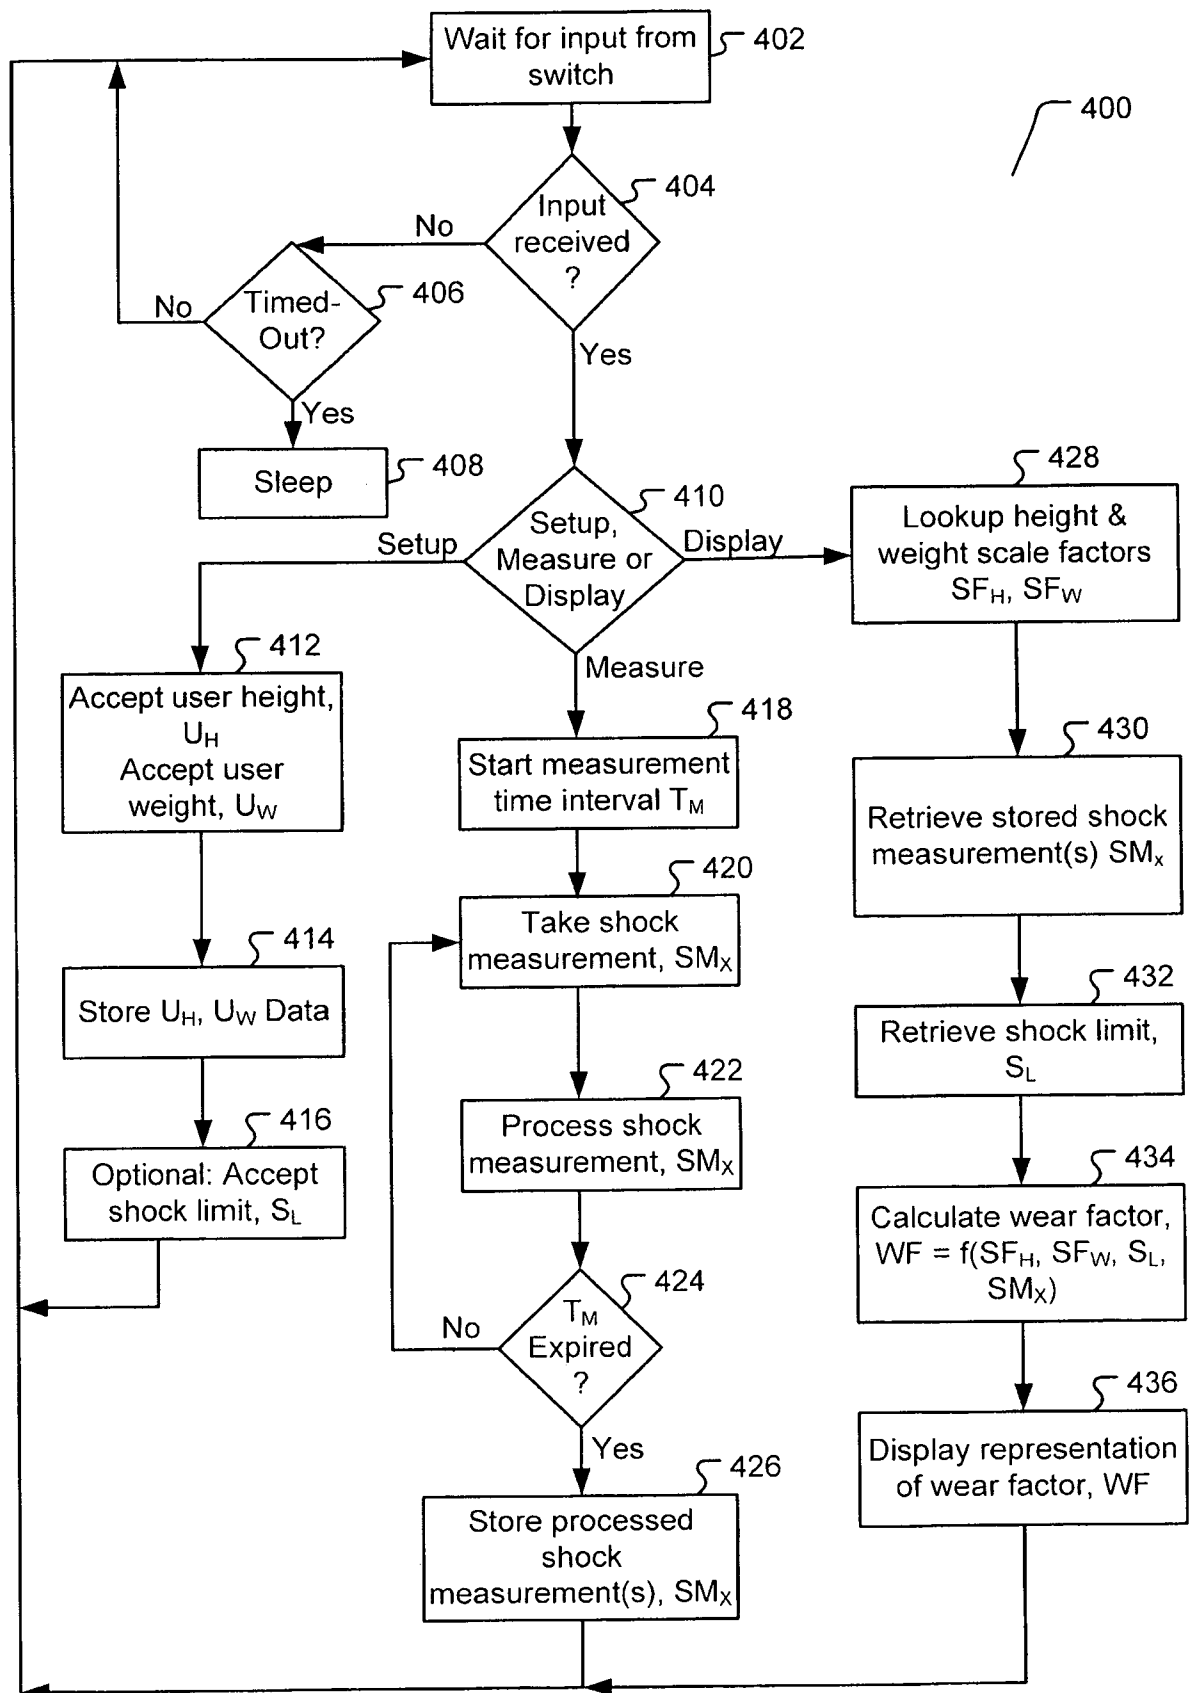 Wait for input from
switch
402
400
404
Input
received
?
No
Timed-
Out?
406
No
Yes
Yes
Sleep
408
410
Setup,
Measure or
Display
Setup
Display
Measure
428
Lookup height &
weight scale factors
SF_H, SF_W
412
Accept user height,
U_H
Accept user
weight, U_W
418
Start measurement
time interval T_M
430
Retrieve stored shock
measurement(s) SM_x
420
Take shock
measurement, SM_X
414
Store U_H, U_W Data
432
Retrieve shock limit,
S_L
422
Process shock
measurement, SM_X
416
Optional: Accept
shock limit, S_L
434
Calculate wear factor,
WF = f(SF_H, SF_W, S_L,
SM_X)
424
T_M
Expired
?
No
Yes
436
Display representation
of wear factor, WF
426
Store processed
shock
measurement(s), SM_X